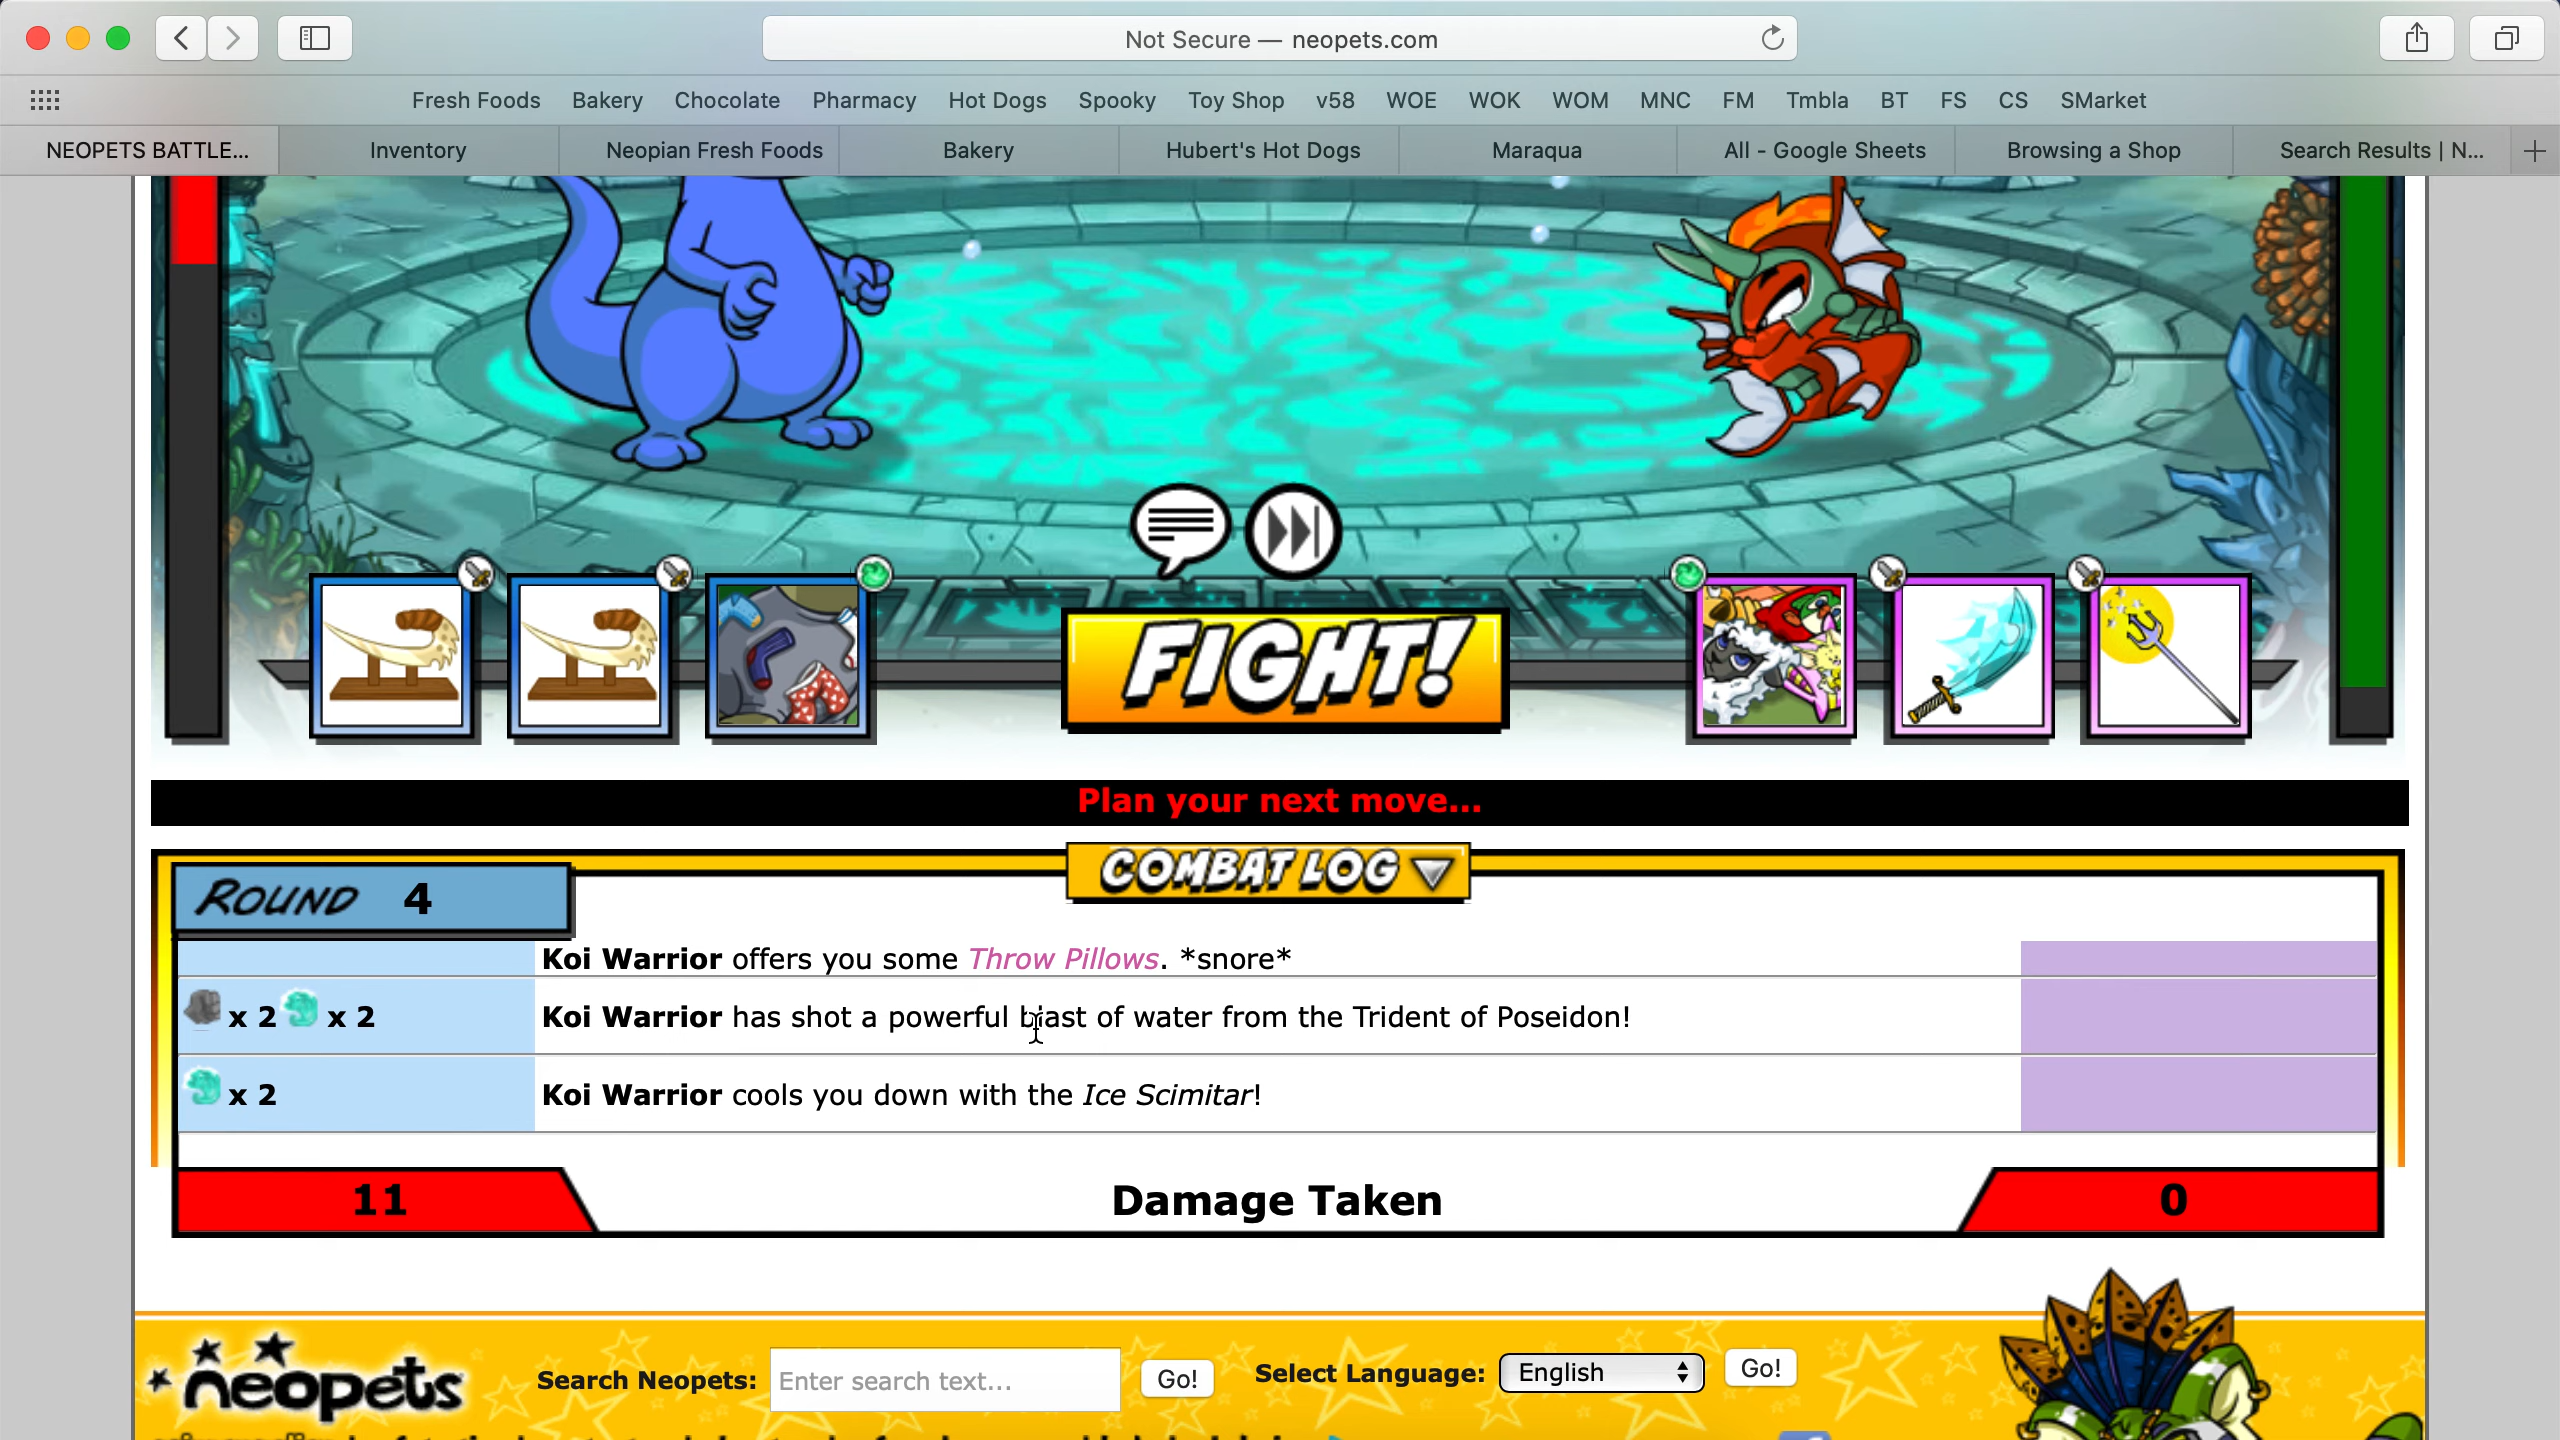 Not Secure — neopets.com
Fresh Foods Bakery Chocolate Pharmacy Hot Dogs Spooky Toy Shop v58 WOE WOK WOM MNC FM Tmbla BT FS CS SMarket
NEOPETS BATTLE... Inventory Neopian Fresh Foods Bakery Hubert's Hot Dogs Maraqua All - Google Sheets Browsing a Shop Search Results | N...
FIGHT!
Plan your next move...
COMBAT LOG
ROUND 4
Koi Warrior offers you some Throw Pillows. *snore*
x 2 x 2 Koi Warrior has shot a powerful blast of water from the Trident of Poseidon!
x 2 Koi Warrior cools you down with the Ice Scimitar!
11 Damage Taken 0
neopets Search Neopets: Enter search text... Go! Select Language: English Go!